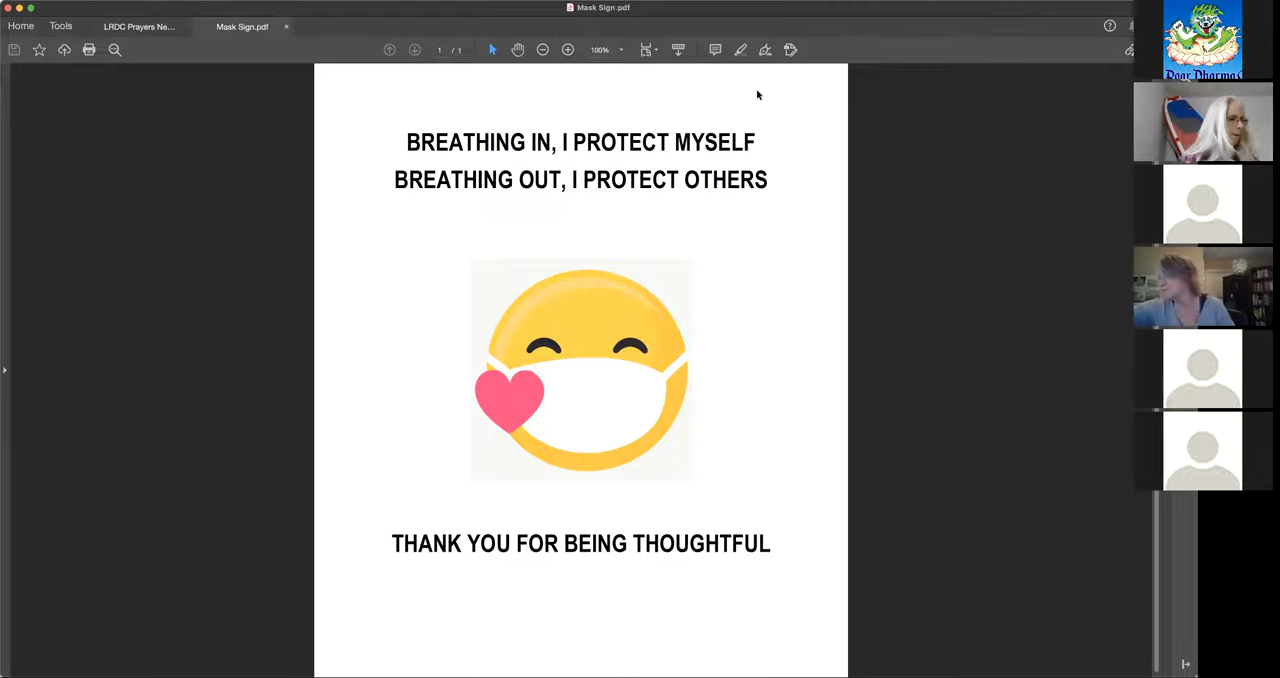 Mask Sign.pdf
Home Tools LRDC Prayers Ne... Mask Sign.pdf ×
1 / 1 100%
BREATHING IN, I PROTECT MYSELF
BREATHING OUT, I PROTECT OTHERS
THANK YOU FOR BEING THOUGHTFUL
Roar Dharma